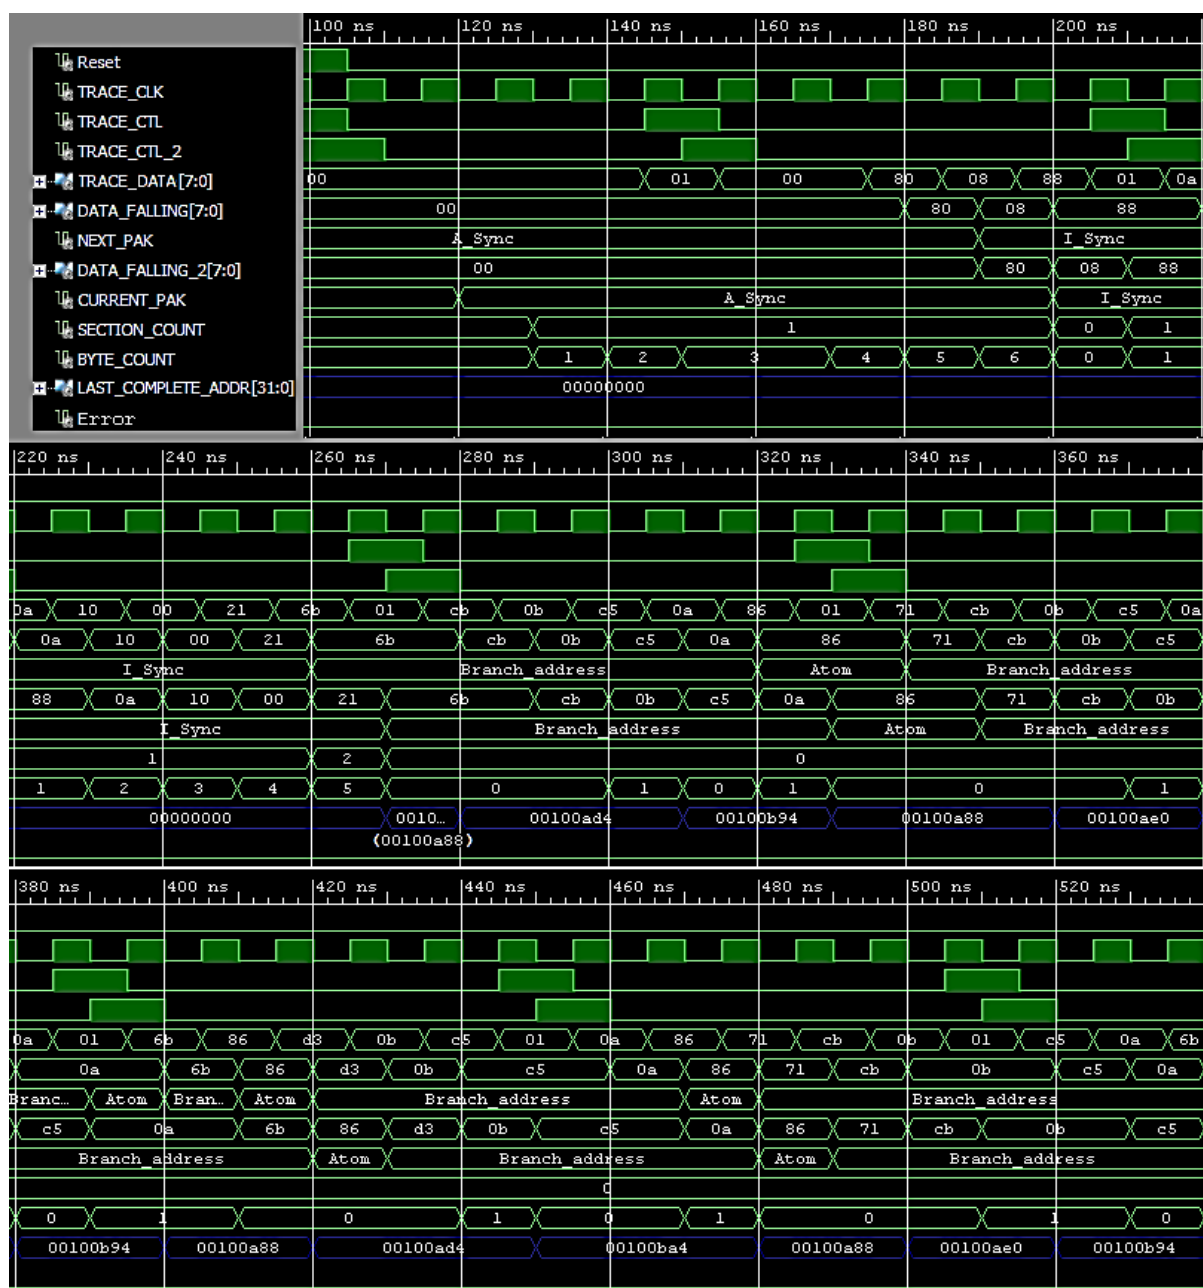 100 ns 120 ns 140 ns 160 ns 180 ns 200 ns
Reset
TRACE_CLK
TRACE_CTL
TRACE_CTL_2
TRACE_DATA[7:0] 00 01 00 80 08 88 01 0a
DATA_FALLING[7:0] 00 80 08 88
NEXT_PAK A_Sync I_Sync
DATA_FALLING_2[7:0] 00 80 08 88
CURRENT_PAK A_Sync I_Sync
SECTION_COUNT 1 0 1
BYTE_COUNT 1 2 3 4 5 6 0 1
LAST_COMPLETE_ADDR[31:0] 00000000
Error
220 ns 240 ns 260 ns 280 ns 300 ns 320 ns 340 ns 360 ns
0a 10 00 21 6b 01 cb 0b c5 0a 86 01 71 cb 0b c5 0a
0a 10 00 21 6b cb 0b c5 0a 86 71 cb 0b c5
I_Sync Branch_address Atom Branch_address
88 0a 10 00 21 6b cb 0b c5 0a 86 71 cb 0b
I_Sync Branch_address Atom Branch_address
1 2 0
1 2 3 4 5 0 1 0 1 0 1
00000000 0010... 00100ad4 00100b94 00100a88 00100ae0
(00100a88)
380 ns 400 ns 420 ns 440 ns 460 ns 480 ns 500 ns 520 ns
0a 01 6b 86 d3 0b c5 01 0a 86 71 cb 0b 01 c5 0a 6b
0a 6b 86 d3 0b c5 0a 86 71 cb 0b c5 0a
Branc... Atom Bran... Atom Branch_address Atom Branch_address
c5 0a 6b 86 d3 0b c5 0a 86 71 cb 0b c5
Branch_address Atom Branch_address Atom Branch_address
0
0 1 0 1 0 1 0 1 0
00100b94 00100a88 00100ad4 00100ba4 00100a88 00100ae0 00100b94